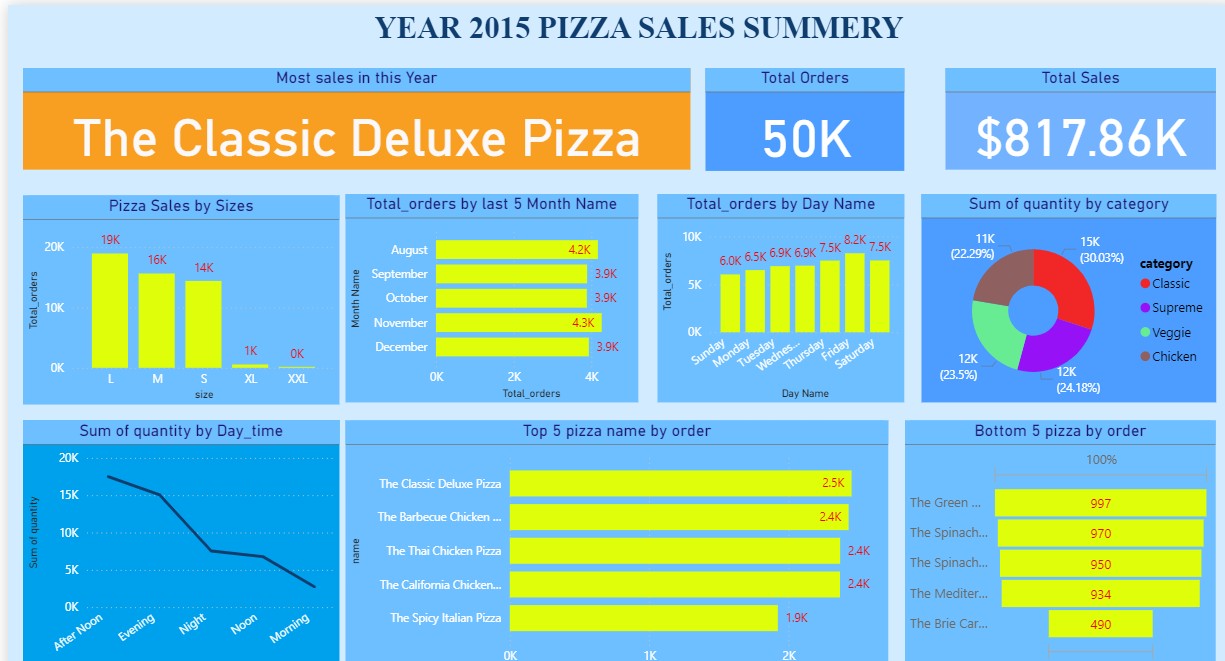 YEAR 2015 PIZZA SALES SUMMERY
Most sales in this Year
The Classic Deluxe Pizza
Total Orders
50K
Total Sales
$817.86K
Pizza Sales by Sizes
Total_orders
20K
10K
0K
19K
16K
14K
1K
0K
L
M
S
XL
XXL
size
Total_orders by last 5 Month Name
Month Name
August
4.2K
September
3.9K
October
3.9K
November
4.3K
December
3.9K
0K
2K
4K
Total_orders
Total_orders by Day Name
Total_orders
10K
5K
0K
6.0K
6.5K
6.9K
6.9K
7.5K
8.2K
7.5K
Sunday
Monday
Tuesday
Wednes...
Thursday
Friday
Saturday
Day Name
Sum of quantity by category
11K
(22.29%)
15K
(30.03%)
12K
(23.5%)
12K
(24.18%)
category
Classic
Supreme
Veggie
Chicken
Sum of quantity by Day_time
Sum of quantity
20K
15K
10K
5K
0K
After Noon
Evening
Night
Noon
Morning
Top 5 pizza name by order
name
The Classic Deluxe Pizza
2.5K
The Barbecue Chicken ...
2.4K
The Thai Chicken Pizza
2.4K
The California Chicken...
2.4K
The Spicy Italian Pizza
1.9K
0K
1K
2K
Bottom 5 pizza by order
100%
The Green ...
997
The Spinach...
970
The Spinach...
950
The Mediter...
934
The Brie Car...
490